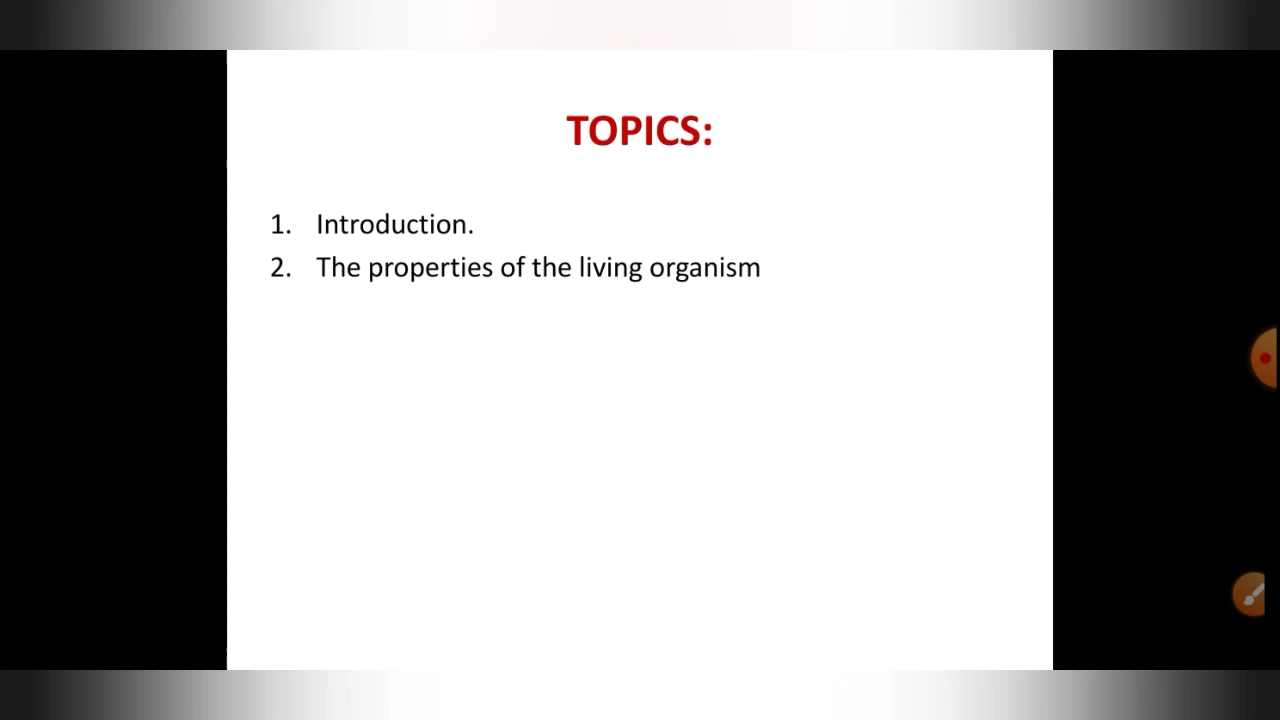 TOPICS:
1. Introduction.
2. The properties of the living organism